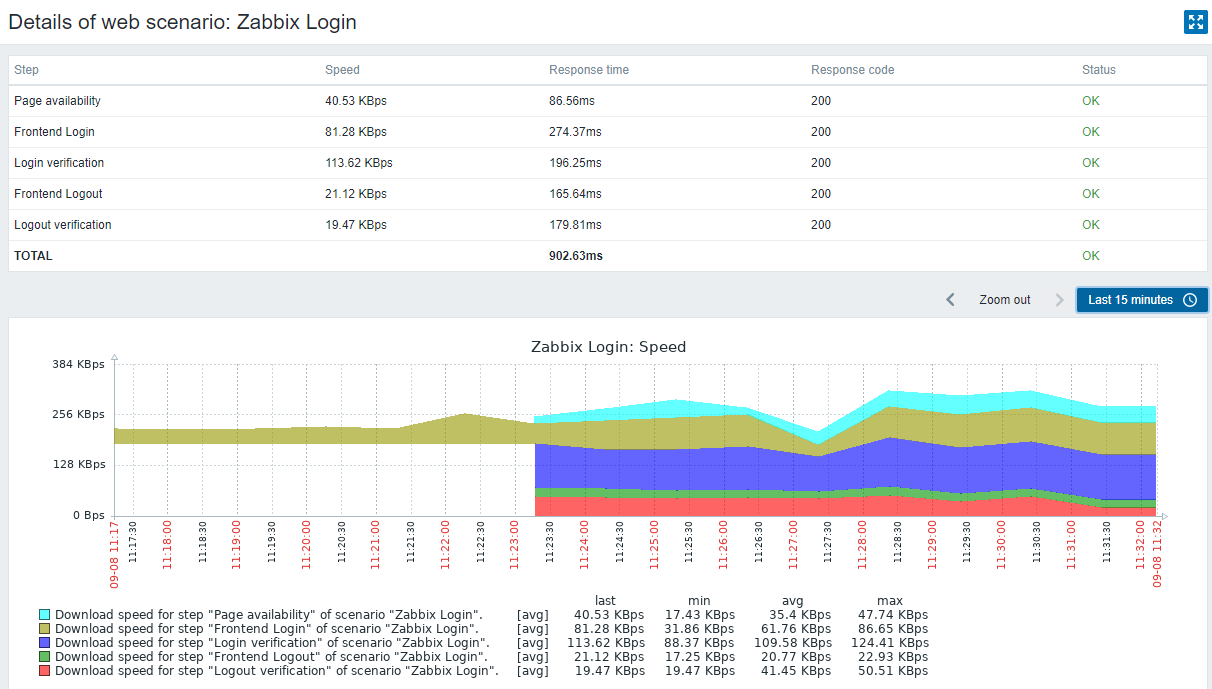 Details of web scenario: Zabbix Login
Step Speed Response time Response code Status
Page availability 40.53 KBps 86.56ms 200 OK
Frontend Login 81.28 KBps 274.37ms 200 OK
Login verification 113.62 KBps 196.25ms 200 OK
Frontend Logout 21.12 KBps 165.64ms 200 OK
Logout verification 19.47 KBps 179.81ms 200 OK
TOTAL 902.63ms OK
Zoom out Last 15 minutes
Zabbix Login: Speed
384 KBps
256 KBps
128 KBps
0 Bps
09-08 11:17 11:17:30 11:18:00 11:18:30 11:19:00 11:19:30 11:20:00 11:20:30 11:21:00 11:21:30 11:22:00 11:22:30 11:23:00 11:23:30 11:24:00 11:24:30 11:25:00 11:25:30 11:26:00 11:26:30 11:27:00 11:27:30 11:28:00 11:28:30 11:29:00 11:29:30 11:30:00 11:30:30 11:31:00 11:31:30 11:32:00 09-08 11:32
last min avg max
Download speed for step "Page availability" of scenario "Zabbix Login". [avg] 40.53 KBps 17.43 KBps 35.4 KBps 47.74 KBps
Download speed for step "Frontend Login" of scenario "Zabbix Login". [avg] 81.28 KBps 31.86 KBps 61.76 KBps 86.65 KBps
Download speed for step "Login verification" of scenario "Zabbix Login". [avg] 113.62 KBps 88.37 KBps 109.58 KBps 124.41 KBps
Download speed for step "Frontend Logout" of scenario "Zabbix Login". [avg] 21.12 KBps 17.25 KBps 20.77 KBps 22.93 KBps
Download speed for step "Logout verification" of scenario "Zabbix Login". [avg] 19.47 KBps 19.47 KBps 41.45 KBps 50.51 KBps